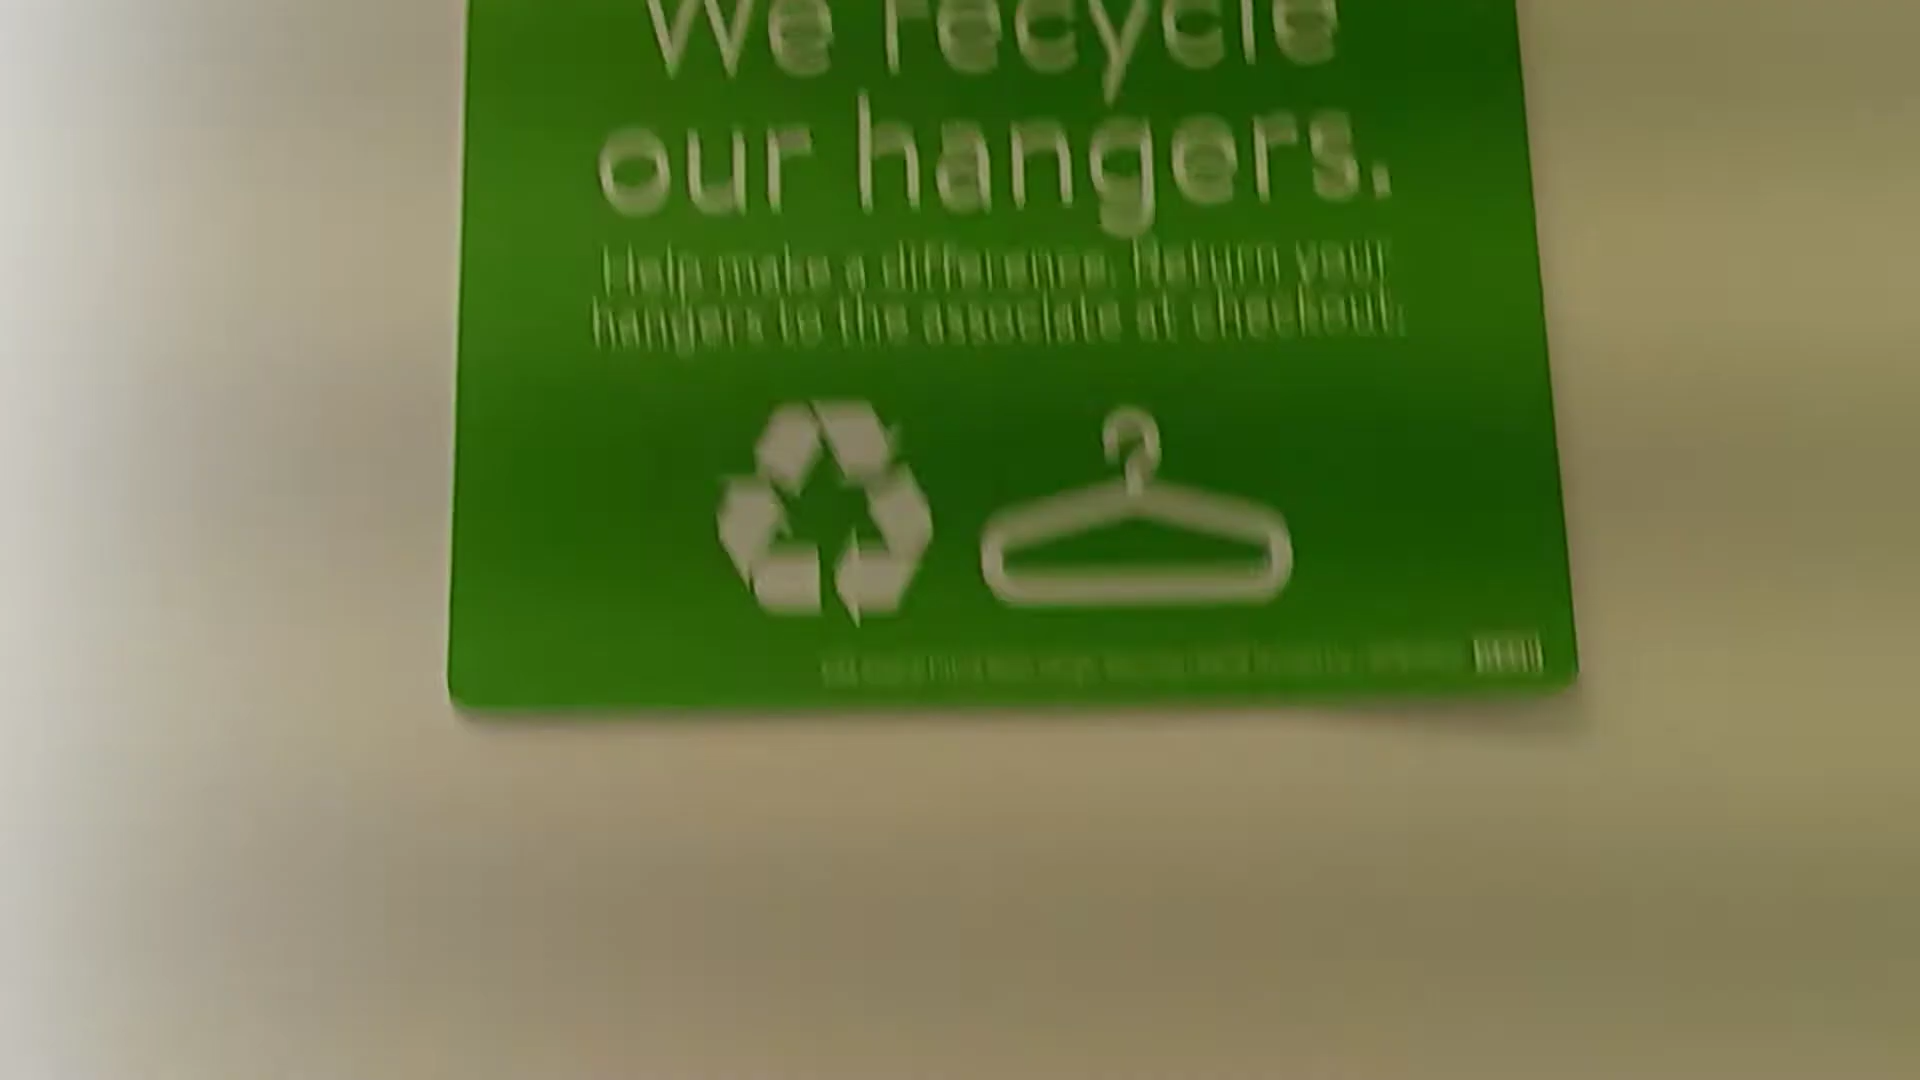 We recycle
our hangers.
Help make a difference. Return your
hangers to the associate at checkout.